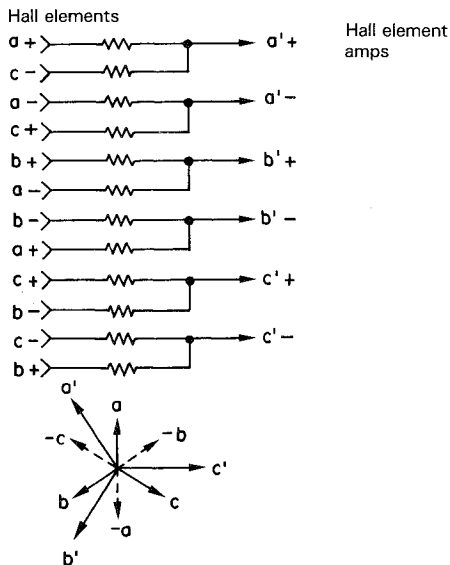 Hall elements
Hall element
amps
a+
a'+
c-
a-
a'-
c+
b+
b'+
a-
b-
b'-
a+
c+
c'+
b-
c-
c'-
b+
a'
a
-c
-b
c'
b
c
-a
b'